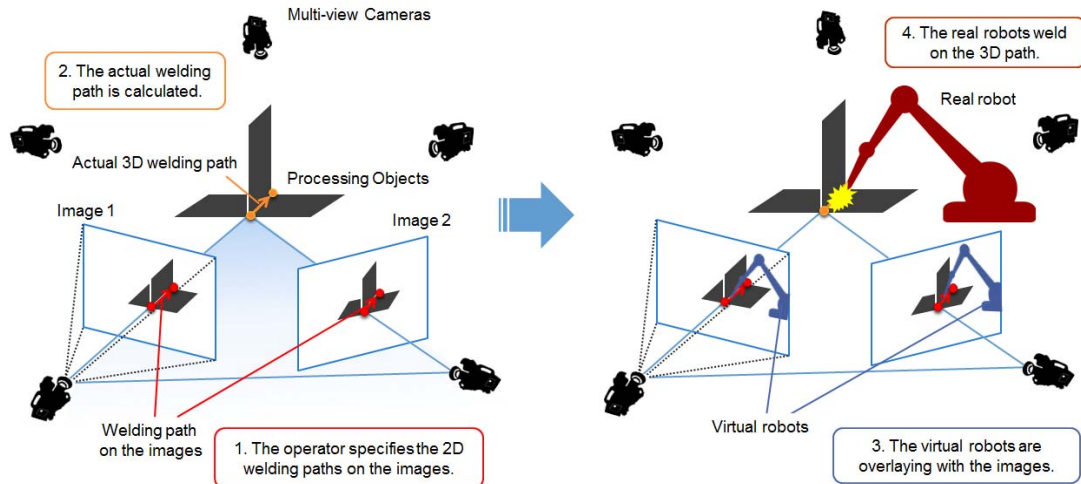 Multi-view Cameras
2. The actual welding
path is calculated.
Actual 3D welding path
Processing Objects
Image 1
Image 2
Welding path
on the images
1. The operator specifies the 2D
welding paths on the images.
4. The real robots weld
on the 3D path.
Real robot
Virtual robots
3. The virtual robots are
overlaying with the images.